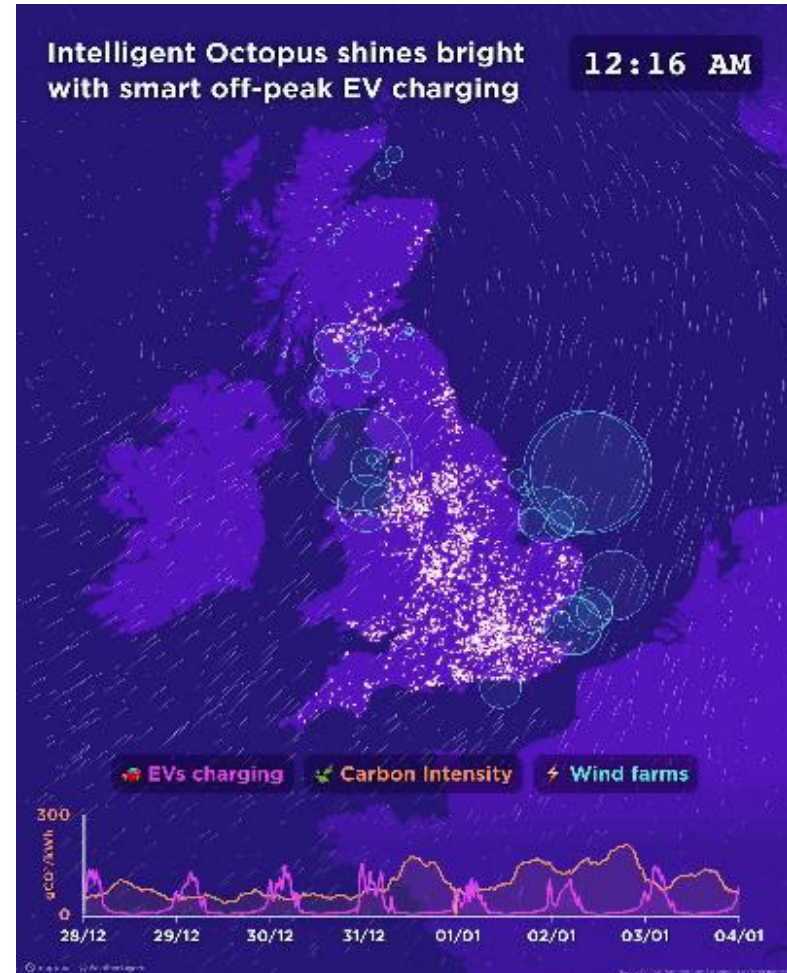 Intelligent Octopus shines bright
with smart off-peak EV charging
12:16 AM
EVs charging
Carbon Intensity
Wind farms
300
gCO²/kWh
0
28/12 29/12 30/12 31/12 01/01 02/01 03/01 04/01